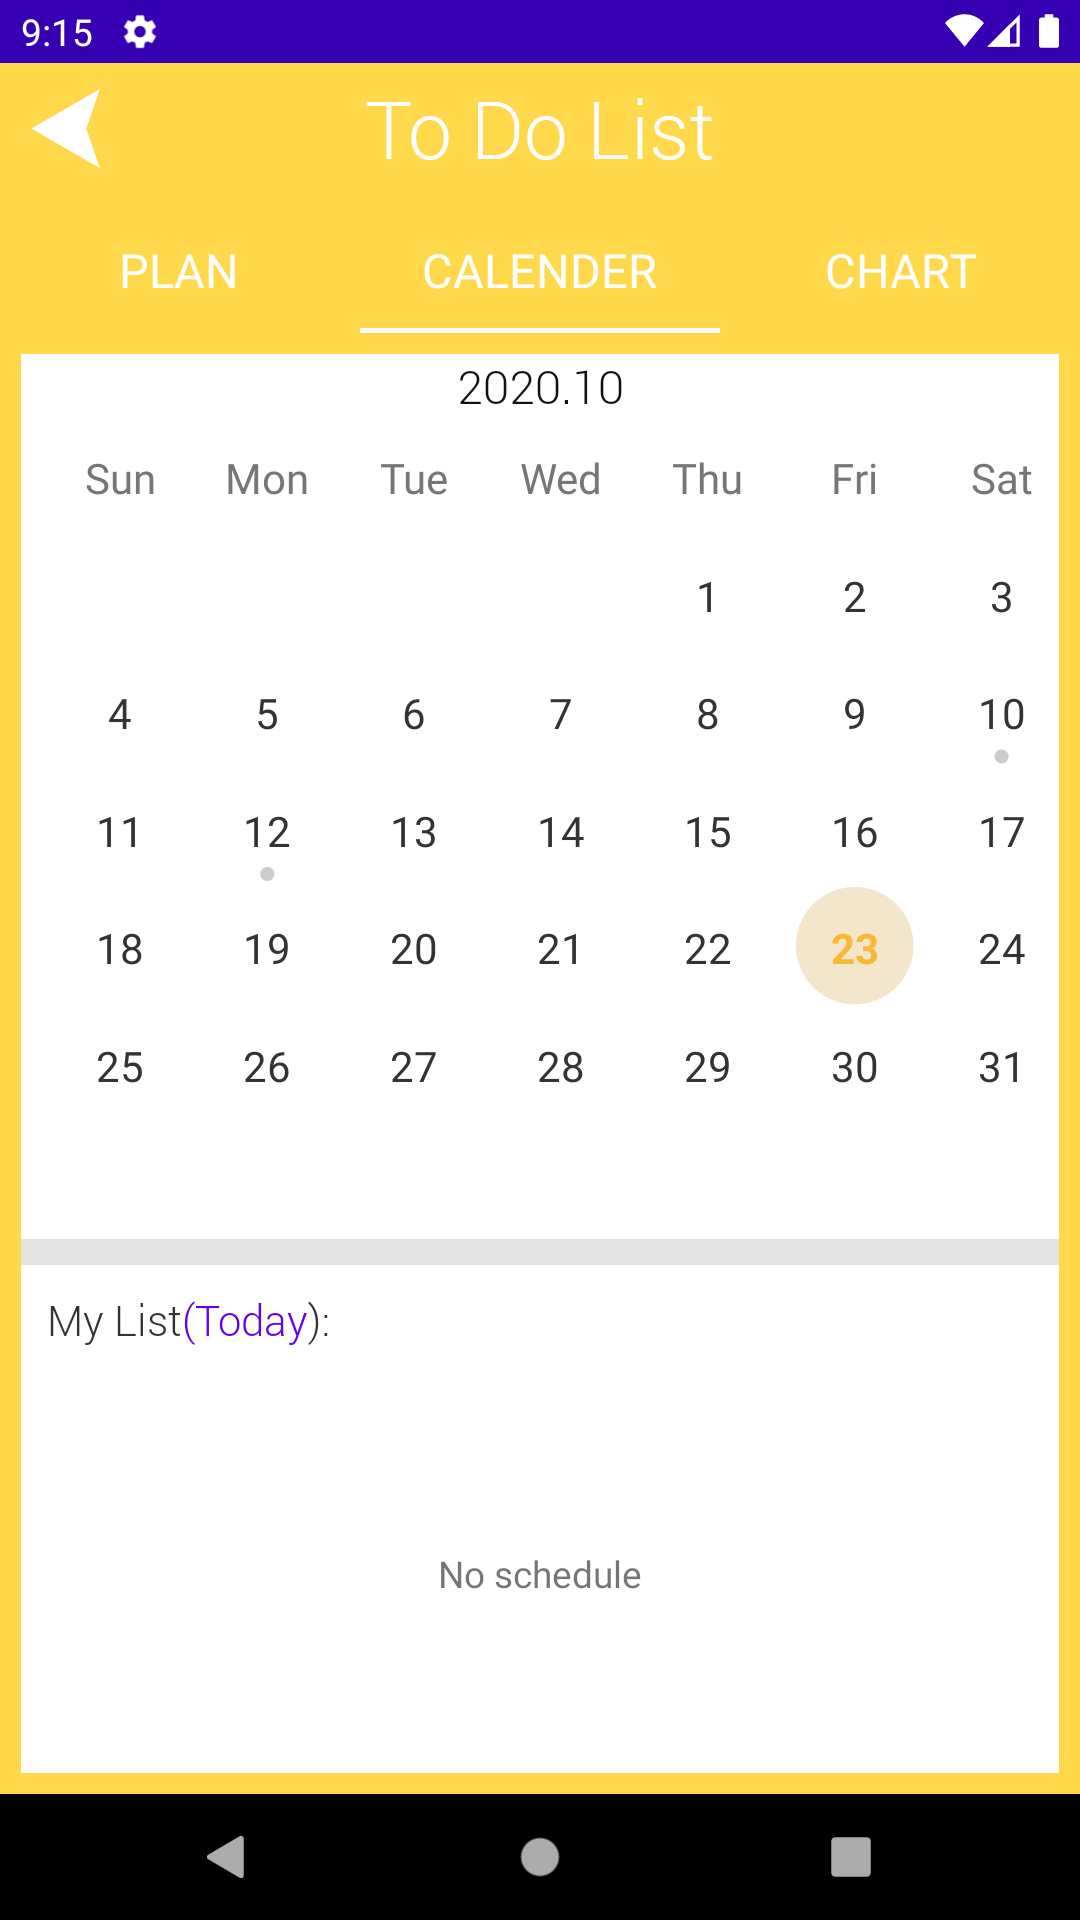 9:15
To Do List
PLAN CALENDER CHART
2020.10
Sun Mon Tue Wed Thu Fri Sat
1 2 3
4 5 6 7 8 9 10
11 12 13 14 15 16 17
18 19 20 21 22 23 24
25 26 27 28 29 30 31
My List(Today):
No schedule